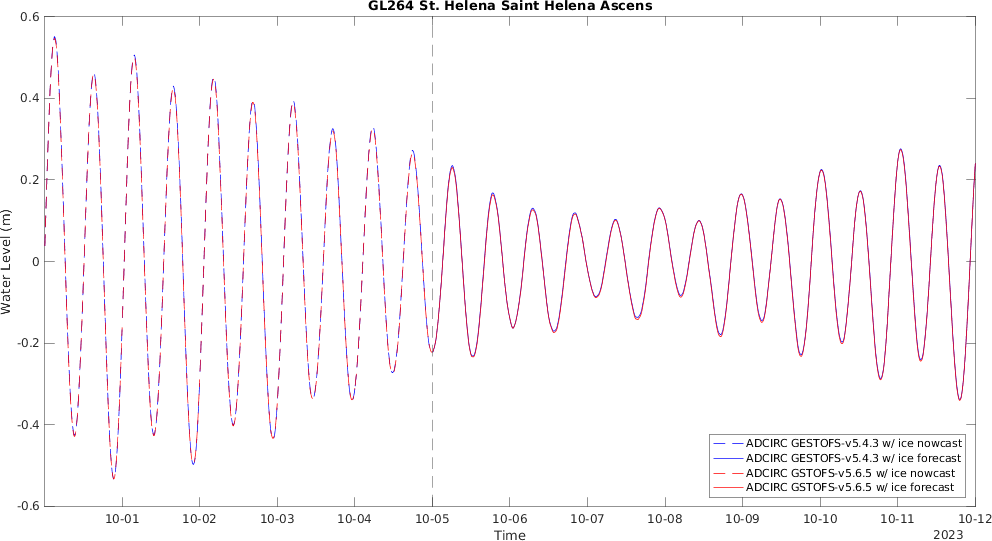 GL264 St. Helena Saint Helena Ascens
Water Level (m)
0.6
0.4
0.2
0
-0.2
-0.4
-0.6
ADCIRC GESTOFS-v5.4.3 w/ ice nowcast
ADCIRC GESTOFS-v5.4.3 w/ ice forecast
ADCIRC GSTOFS-v5.6.5 w/ ice nowcast
ADCIRC GSTOFS-v5.6.5 w/ ice forecast
10-01 10-02 10-03 10-04 10-05 10-06 10-07 10-08 10-09 10-10 10-11 10-12
Time
2023